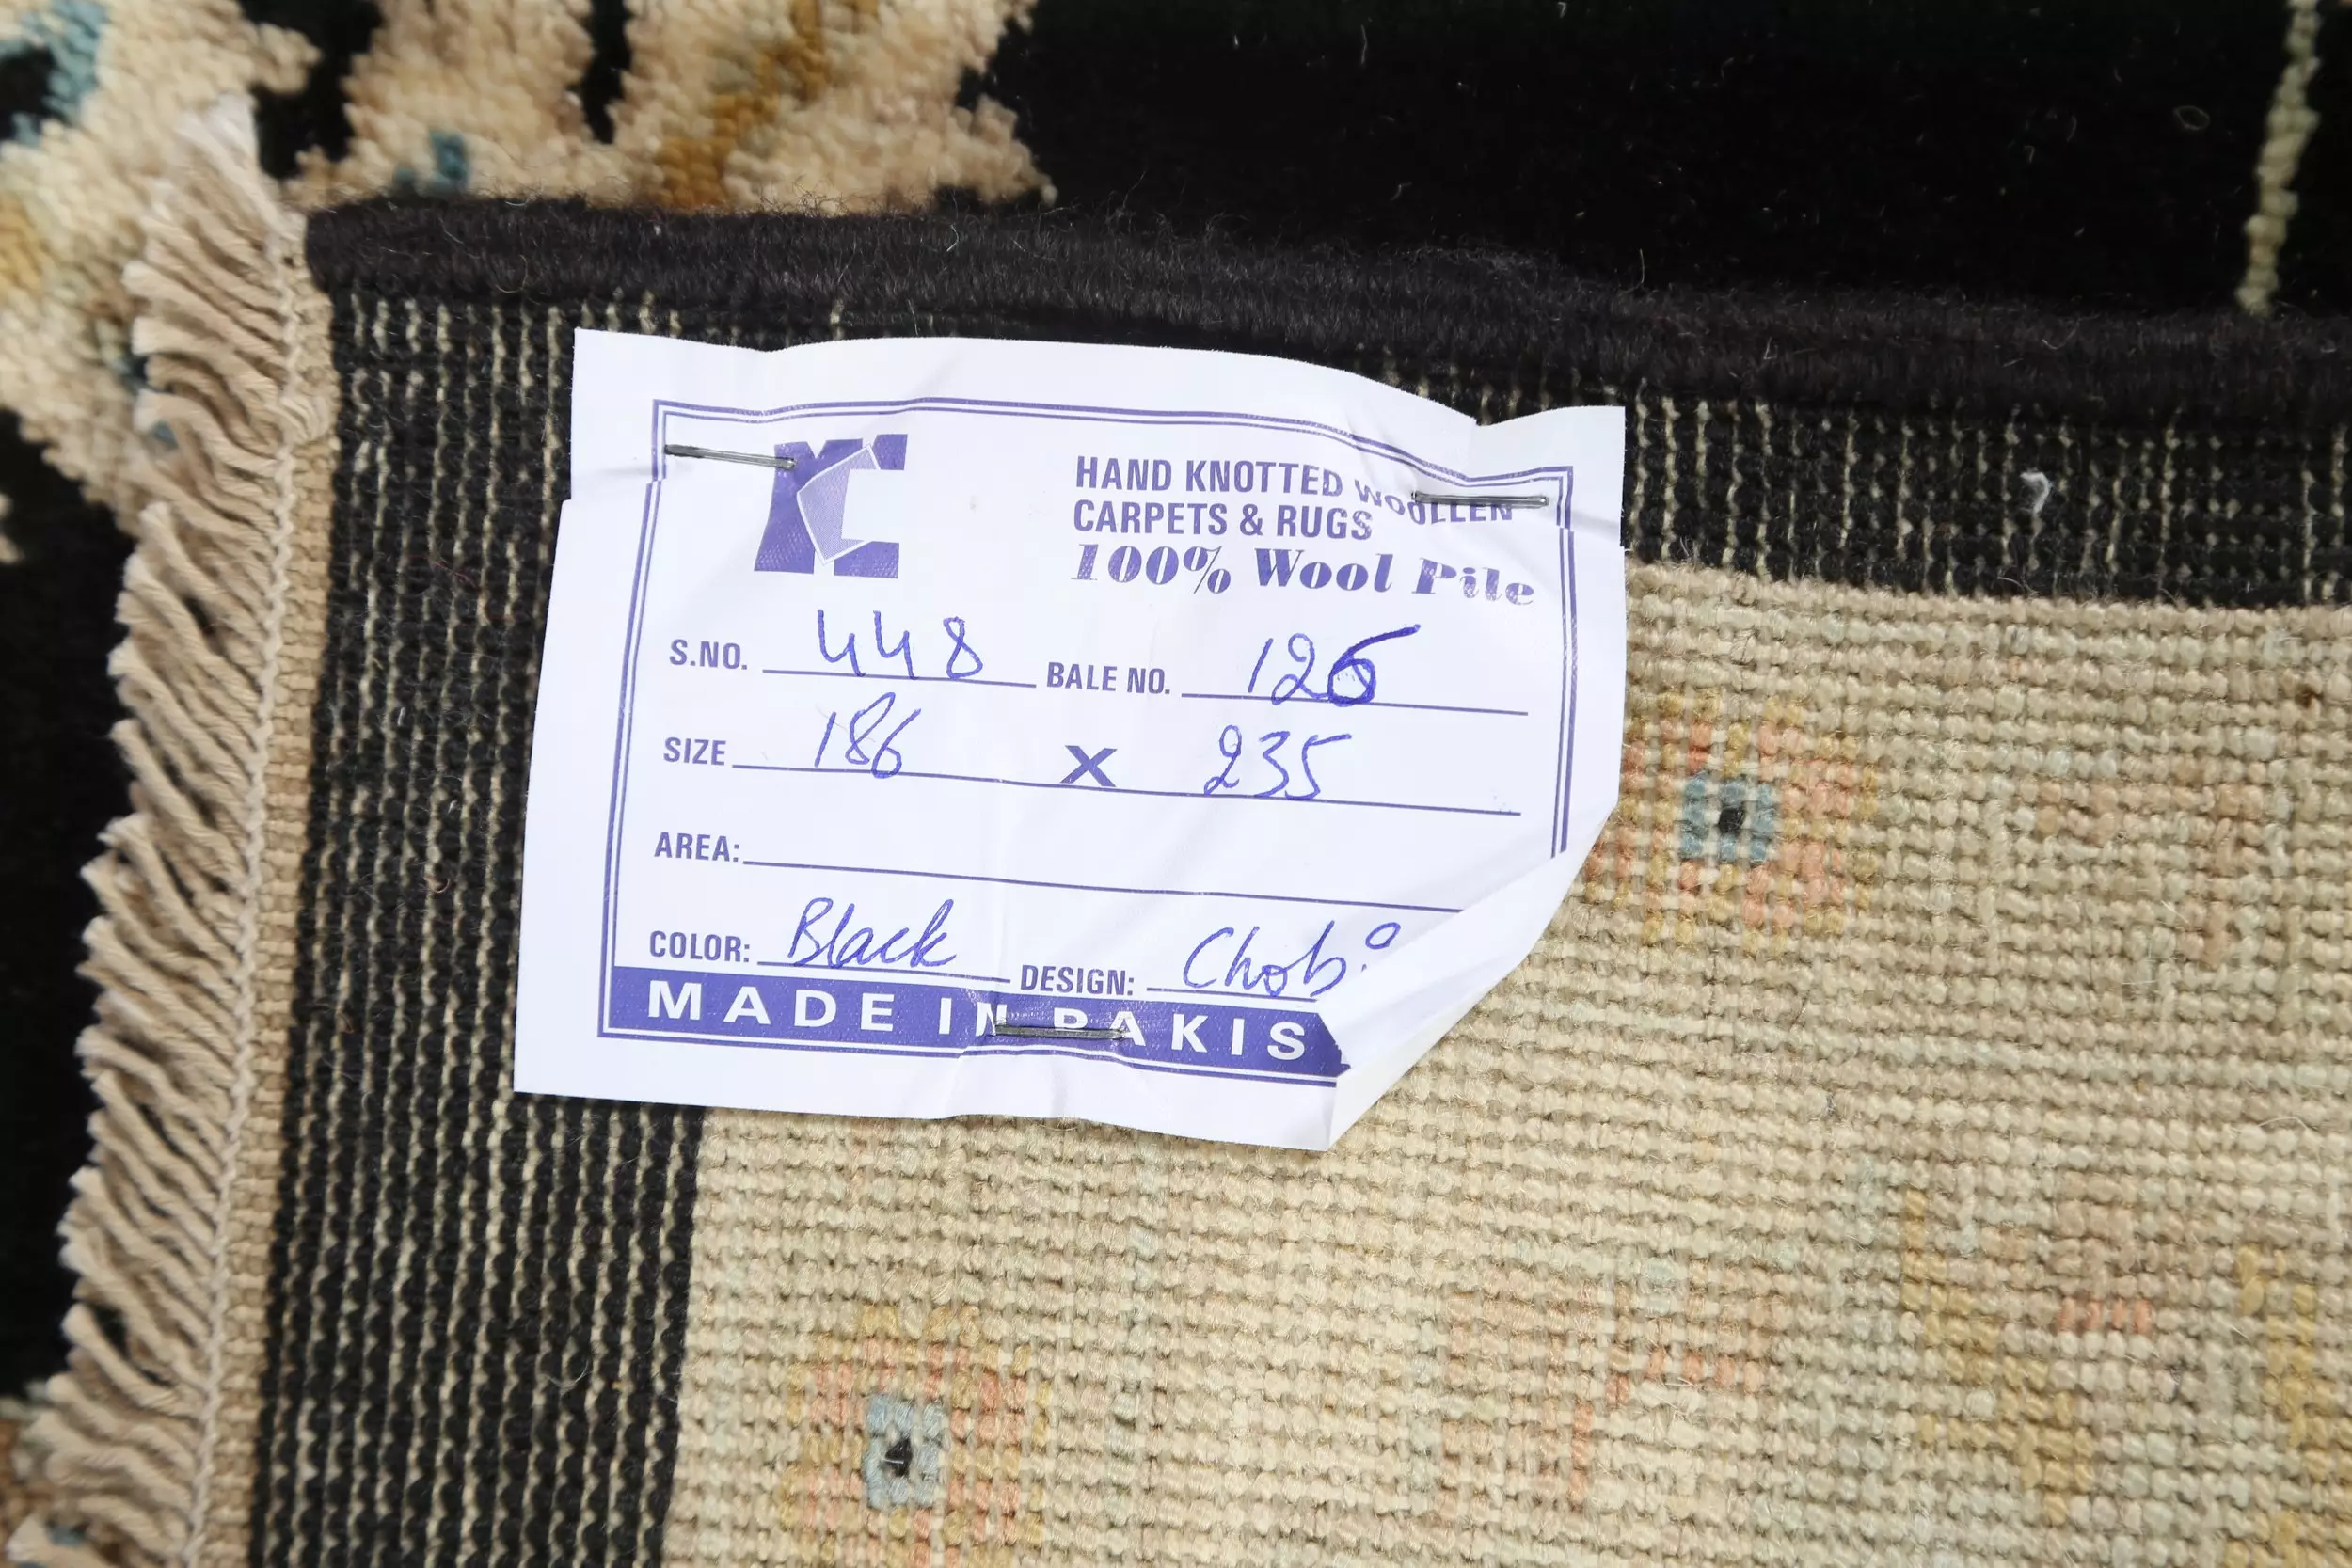 KC
HAND KNOTTED WOOLLEN
CARPETS & RUGS
100% Wool Pile
S.NO. 448 BALE NO. 126
SIZE 186 X 235
AREA:
COLOR: Black DESIGN: Chobi
MADE IN PAKIS